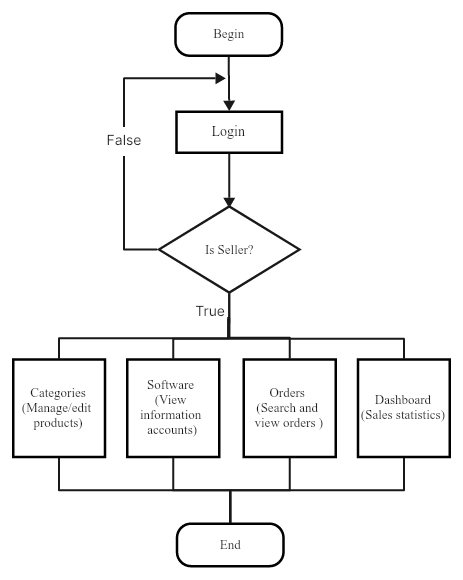 Begin
Login
False
Is Seller?
True
Categories
(Manage/edit
products)
Software
(View
information
accounts)
Orders
(Search and
view orders )
Dashboard
(Sales statistics)
End